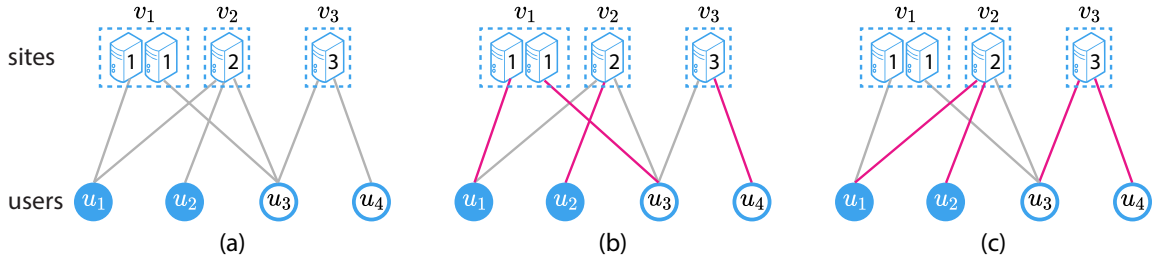 v1 v2 v3 v1 v2 v3 v1 v2 v3
sites 1 1 2 3 1 1 2 3 1 1 2 3
users u1 u2 u3 u4 u1 u2 u3 u4 u1 u2 u3 u4
(a) (b) (c)